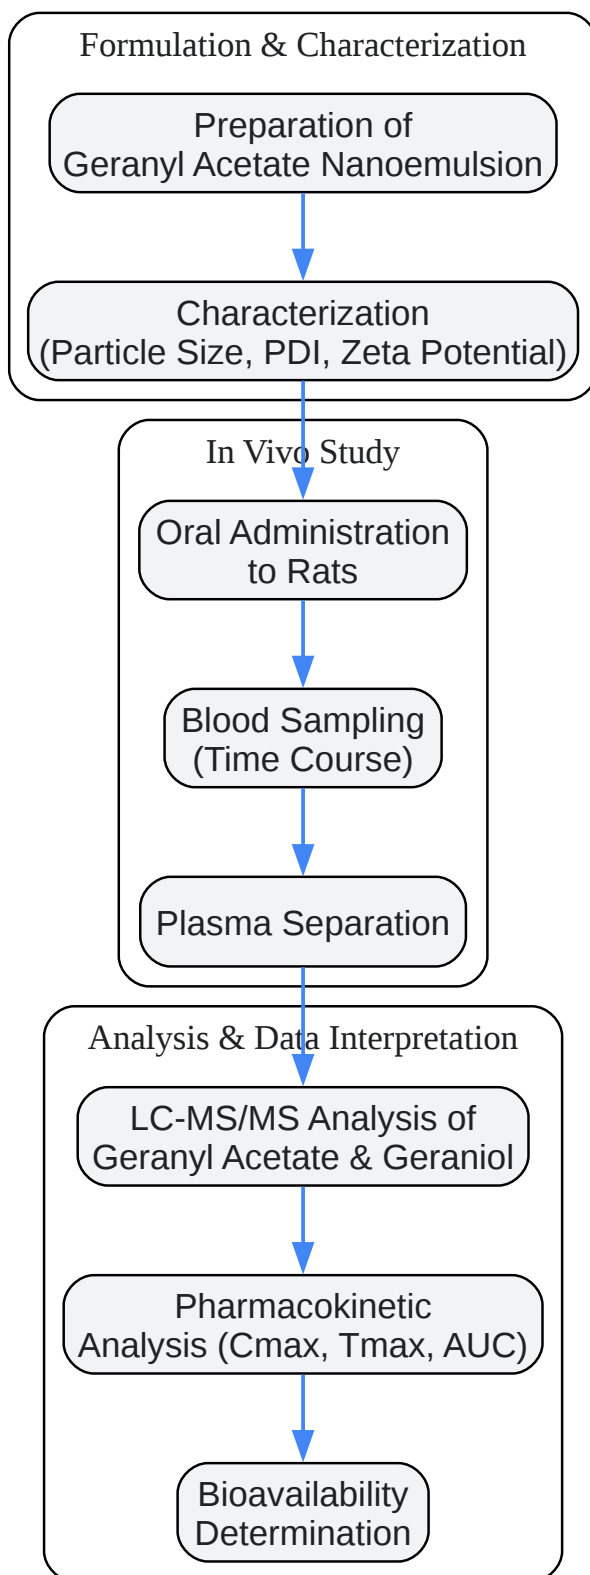 Formulation & Characterization
Preparation of
Geranyl Acetate Nanoemulsion
Characterization
(Particle Size, PDI, Zeta Potential)
In Vivo Study
Oral Administration
to Rats
Blood Sampling
(Time Course)
Plasma Separation
Analysis & Data Interpretation
LC-MS/MS Analysis of
Geranyl Acetate & Geraniol
Pharmacokinetic
Analysis (Cmax, Tmax, AUC)
Bioavailability
Determination